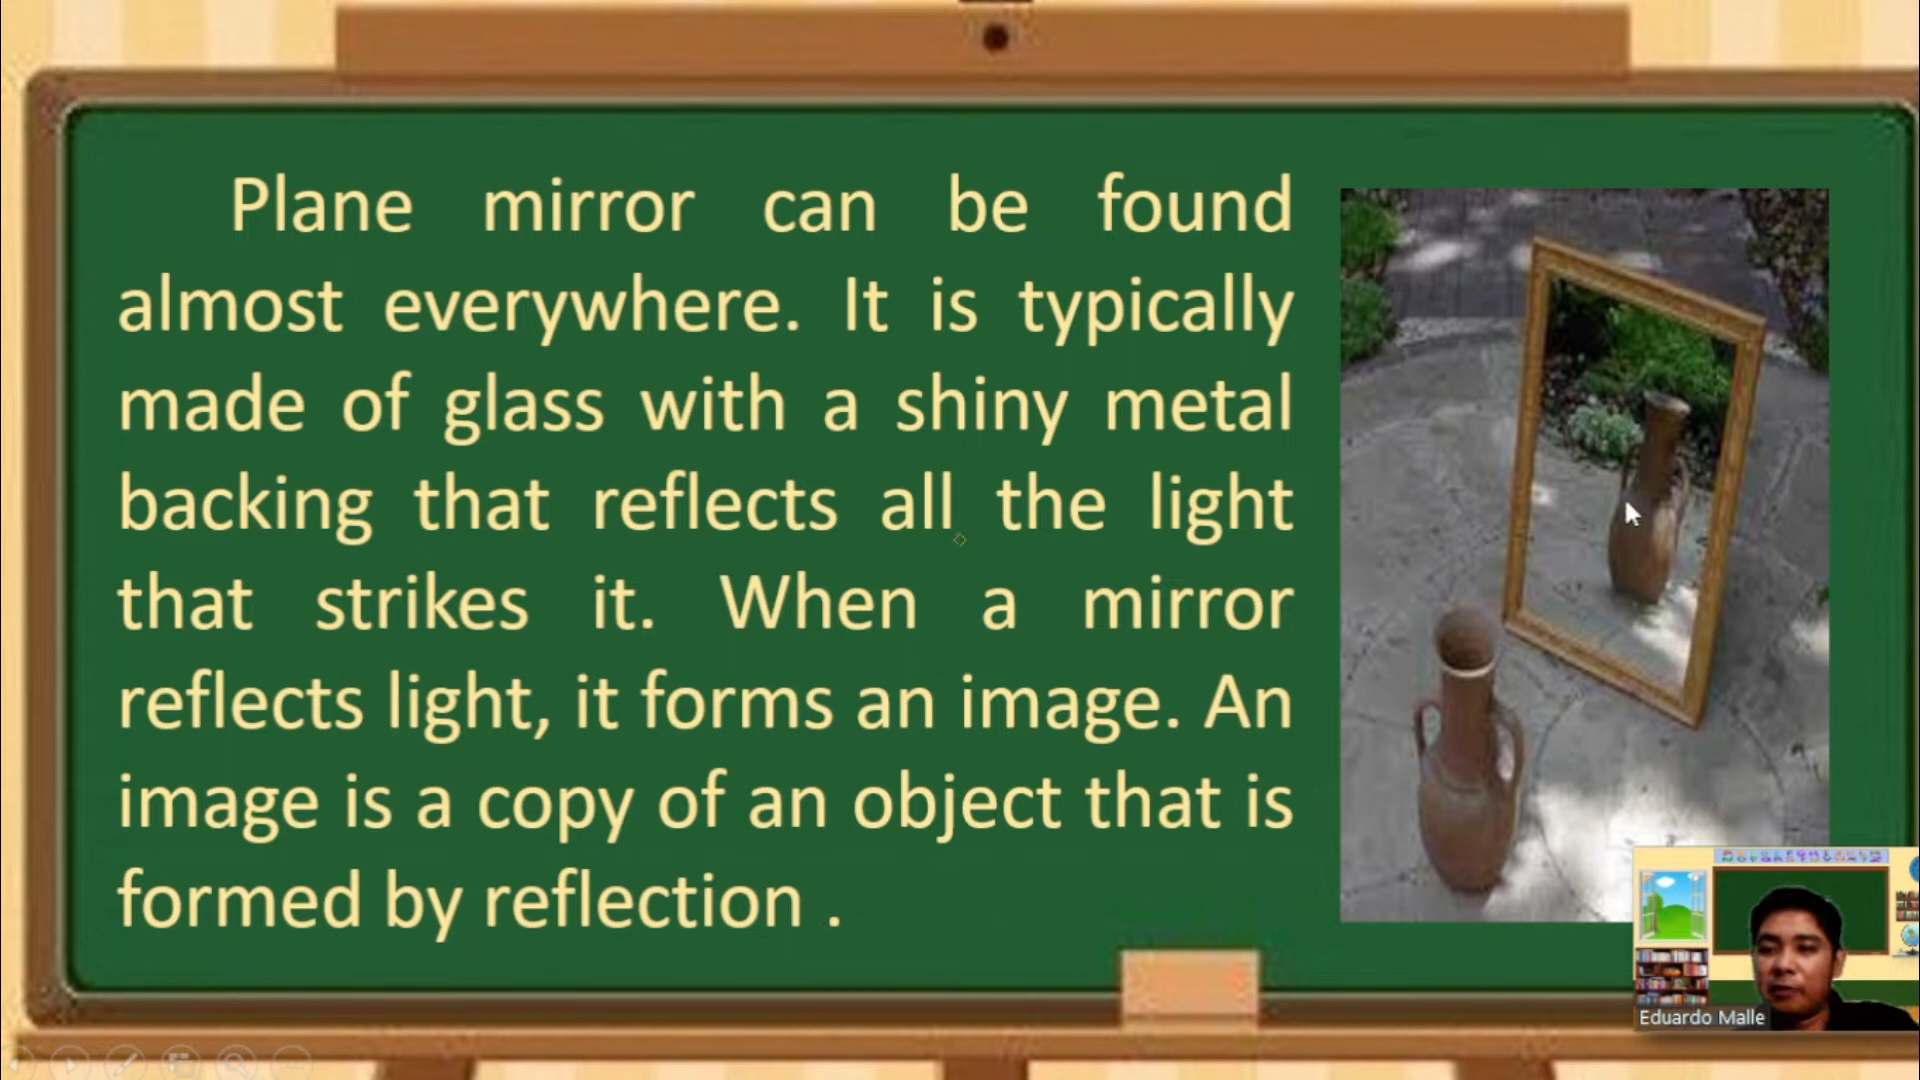 Plane mirror can be found
almost everywhere. It is typically
made of glass with a shiny metal
backing that reflects all the light
that strikes it. When a mirror
reflects light, it forms an image. An
image is a copy of an object that is
formed by reflection .
Eduardo Malle